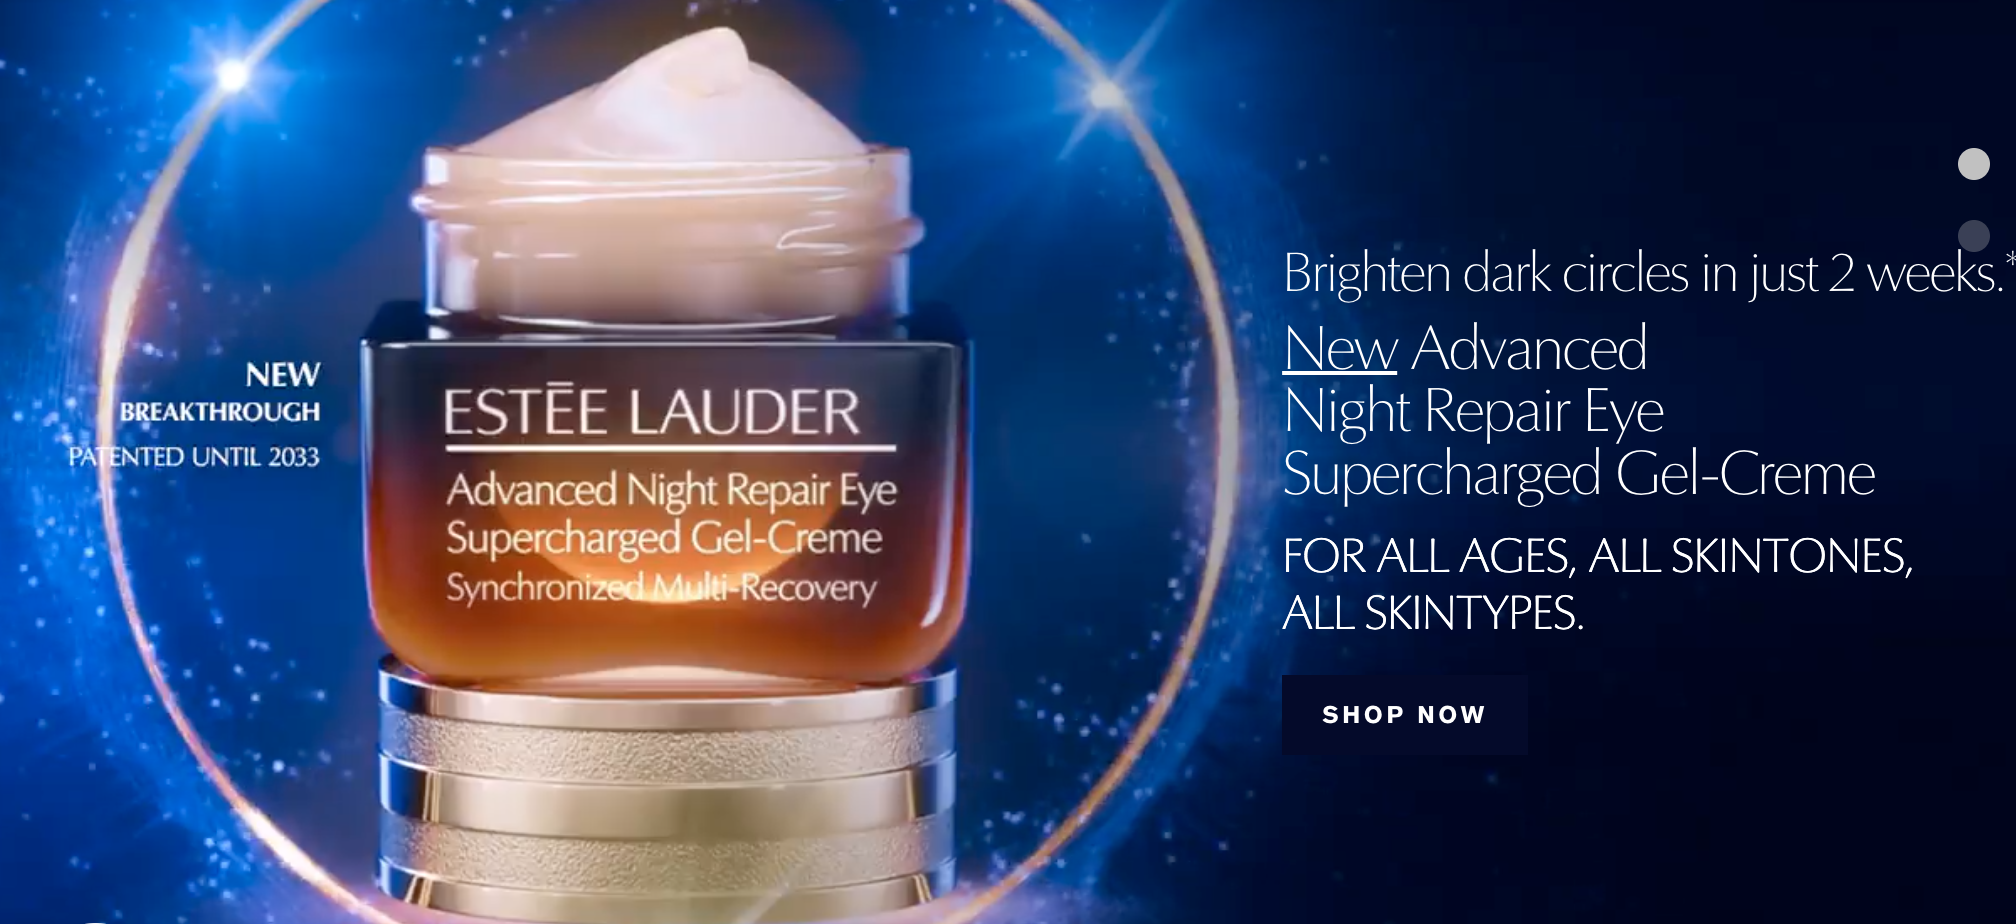 NEW
BREAKTHROUGH
PATENTED UNTIL 2033
ESTĒE LAUDER
Advanced Night Repair Eye
Supercharged Gel-Creme
Synchronized Multi-Recovery
Brighten dark circles in just 2 weeks.*
New Advanced
Night Repair Eye
Supercharged Gel-Creme
FOR ALL AGES, ALL SKINTONES,
ALL SKINTYPES.
SHOP NOW